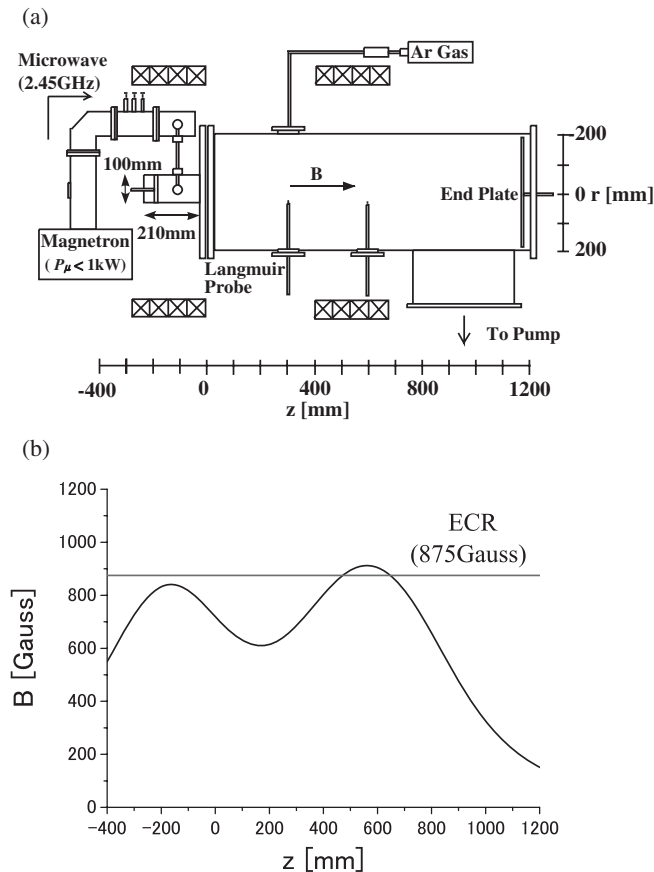 (a)
Microwave
(2.45GHz)
Ar Gas
-200
100mm
B
End Plate
0 r [mm]
210mm
200
Magnetron
( Pμ< 1kW)
Langmuir
Probe
To Pump
-400 0 400 800 1200
z [mm]
(b)
1200
ECR
(875Gauss)
1000
800
600
400
200
0
B [Gauss]
-400 -200 0 200 400 600 800 1000 1200
z [mm]